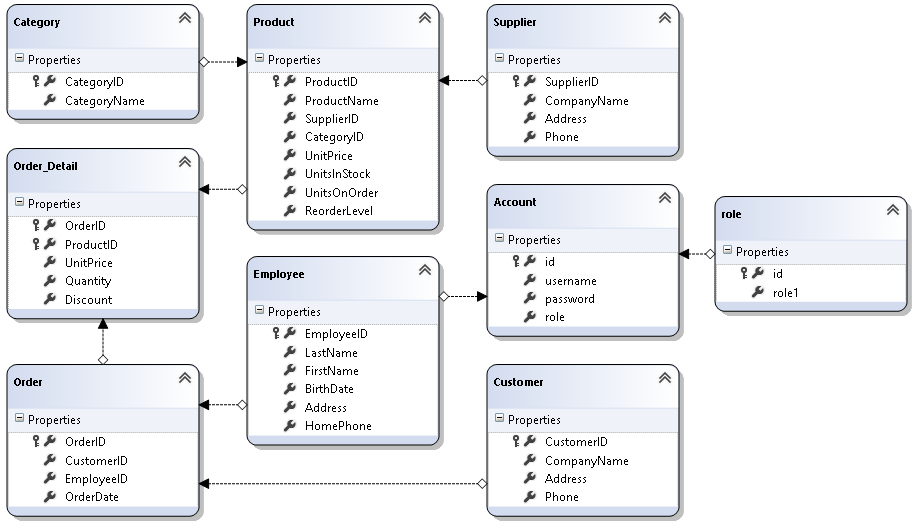 Category
Properties
CategoryID
CategoryName
Product
Properties
ProductID
ProductName
SupplierID
CategoryID
UnitPrice
UnitsInStock
UnitsOnOrder
ReorderLevel
Supplier
Properties
SupplierID
CompanyName
Address
Phone
Order_Detail
Properties
OrderID
ProductID
UnitPrice
Quantity
Discount
Account
Properties
id
username
password
role
role
Properties
id
role1
Employee
Properties
EmployeeID
LastName
FirstName
BirthDate
Address
HomePhone
Order
Properties
OrderID
CustomerID
EmployeeID
OrderDate
Customer
Properties
CustomerID
CompanyName
Address
Phone